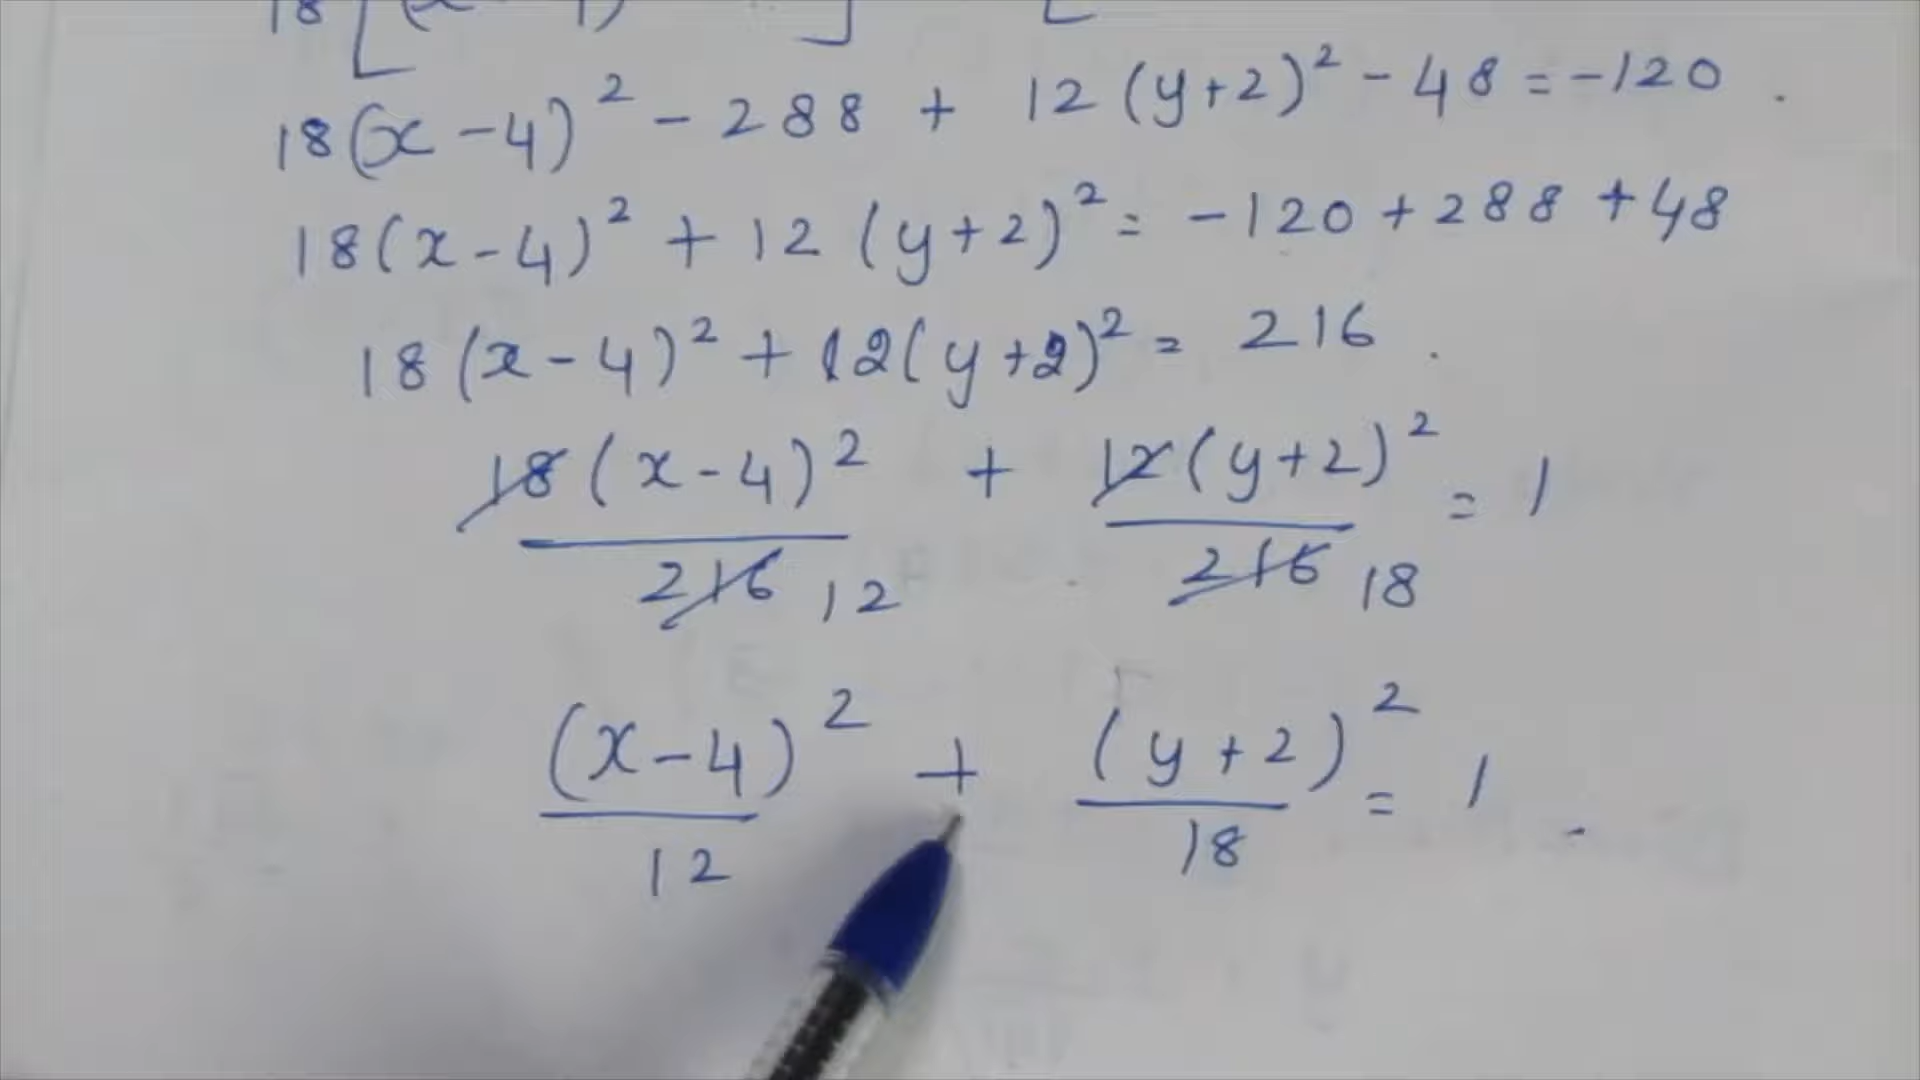 18(x-4)² - 288 + 12(y+2)² - 48 = -120.
18(x-4)² + 12(y+2)² = -120 + 288 + 48
18(x-4)² + 12(y+2)² = 216.
18(x-4)²/216 12 + 12(y+2)²/216 18 = 1
(x-4)²/12 + (y+2)²/18 = 1.